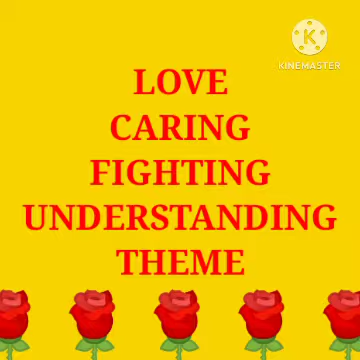 K
KINEMASTER
LOVE
CARING
FIGHTING
UNDERSTANDING
THEME